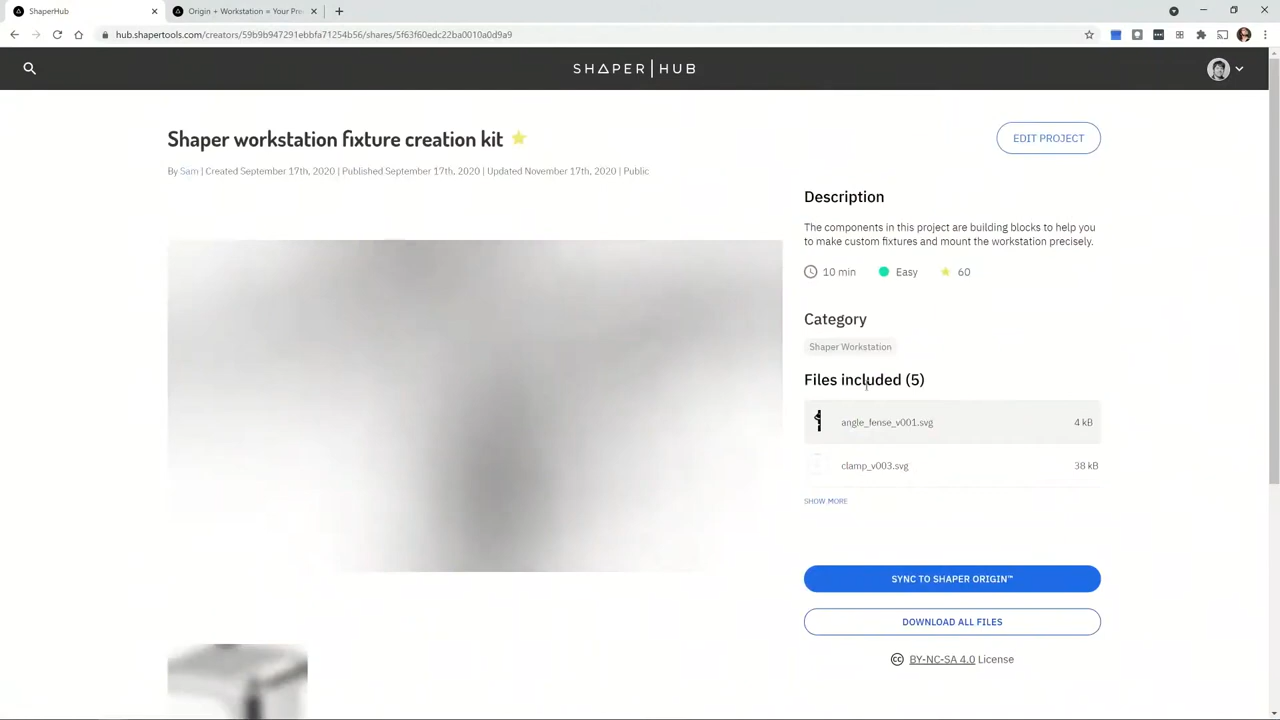 ShaperHub
Origin + Workstation = Your Pre
hub.shapertools.com/creators/59b9b947291ebbfa71254b56/shares/5f63f60edc22ba0010a0d9a9
SHAPER|HUB
Shaper workstation fixture creation kit
EDIT PROJECT
By Sam | Created September 17th, 2020 | Published September 17th, 2020 | Updated November 17th, 2020 | Public
Description
The components in this project are building blocks to help you
to make custom fixtures and mount the workstation precisely.
10 min Easy 60
Category
Shaper Workstation
Files included (5)
angle_fense_v001.svg 4 kB
clamp_v003.svg 38 kB
SHOW MORE
SYNC TO SHAPER ORIGIN™
DOWNLOAD ALL FILES
BY-NC-SA 4.0 License